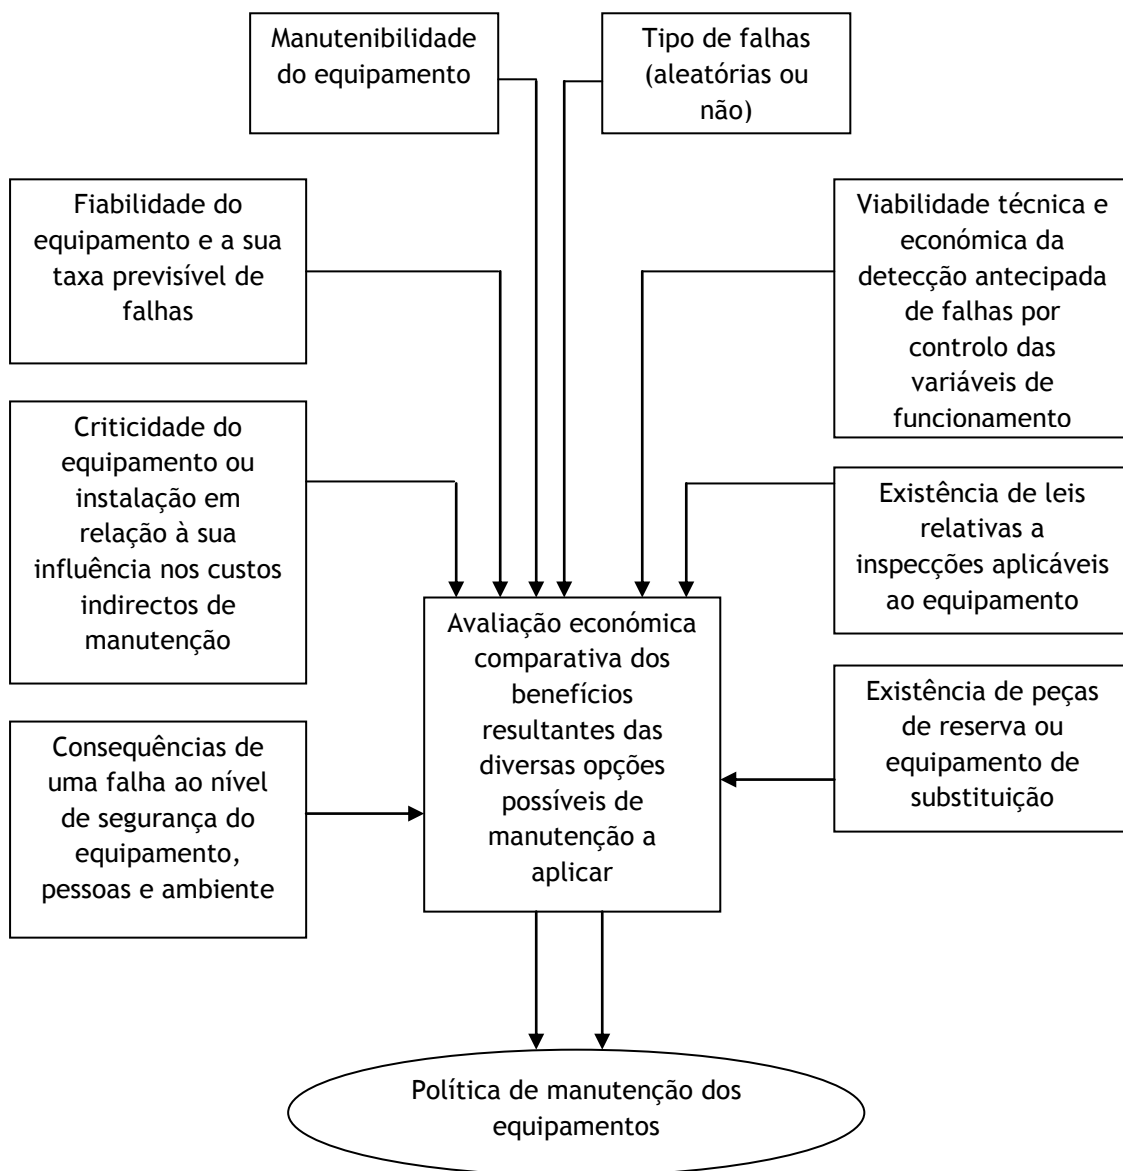 Manutenibilidade
do equipamento
Tipo de falhas
(aleatórias ou
não)
Fiabilidade do
equipamento e a sua
taxa previsível de
falhas
Viabilidade técnica e
económica da
detecção antecipada
de falhas por
controlo das
variáveis de
funcionamento
Criticidade do
equipamento ou
instalação em
relação à sua
influência nos custos
indirectos de
manutenção
Existência de leis
relativas a
inspecções aplicáveis
ao equipamento
Avaliação económica
comparativa dos
benefícios
resultantes das
diversas opções
possíveis de
manutenção a
aplicar
Existência de peças
de reserva ou
equipamento de
substituição
Consequências de
uma falha ao nível
de segurança do
equipamento,
pessoas e ambiente
Política de manutenção dos
equipamentos